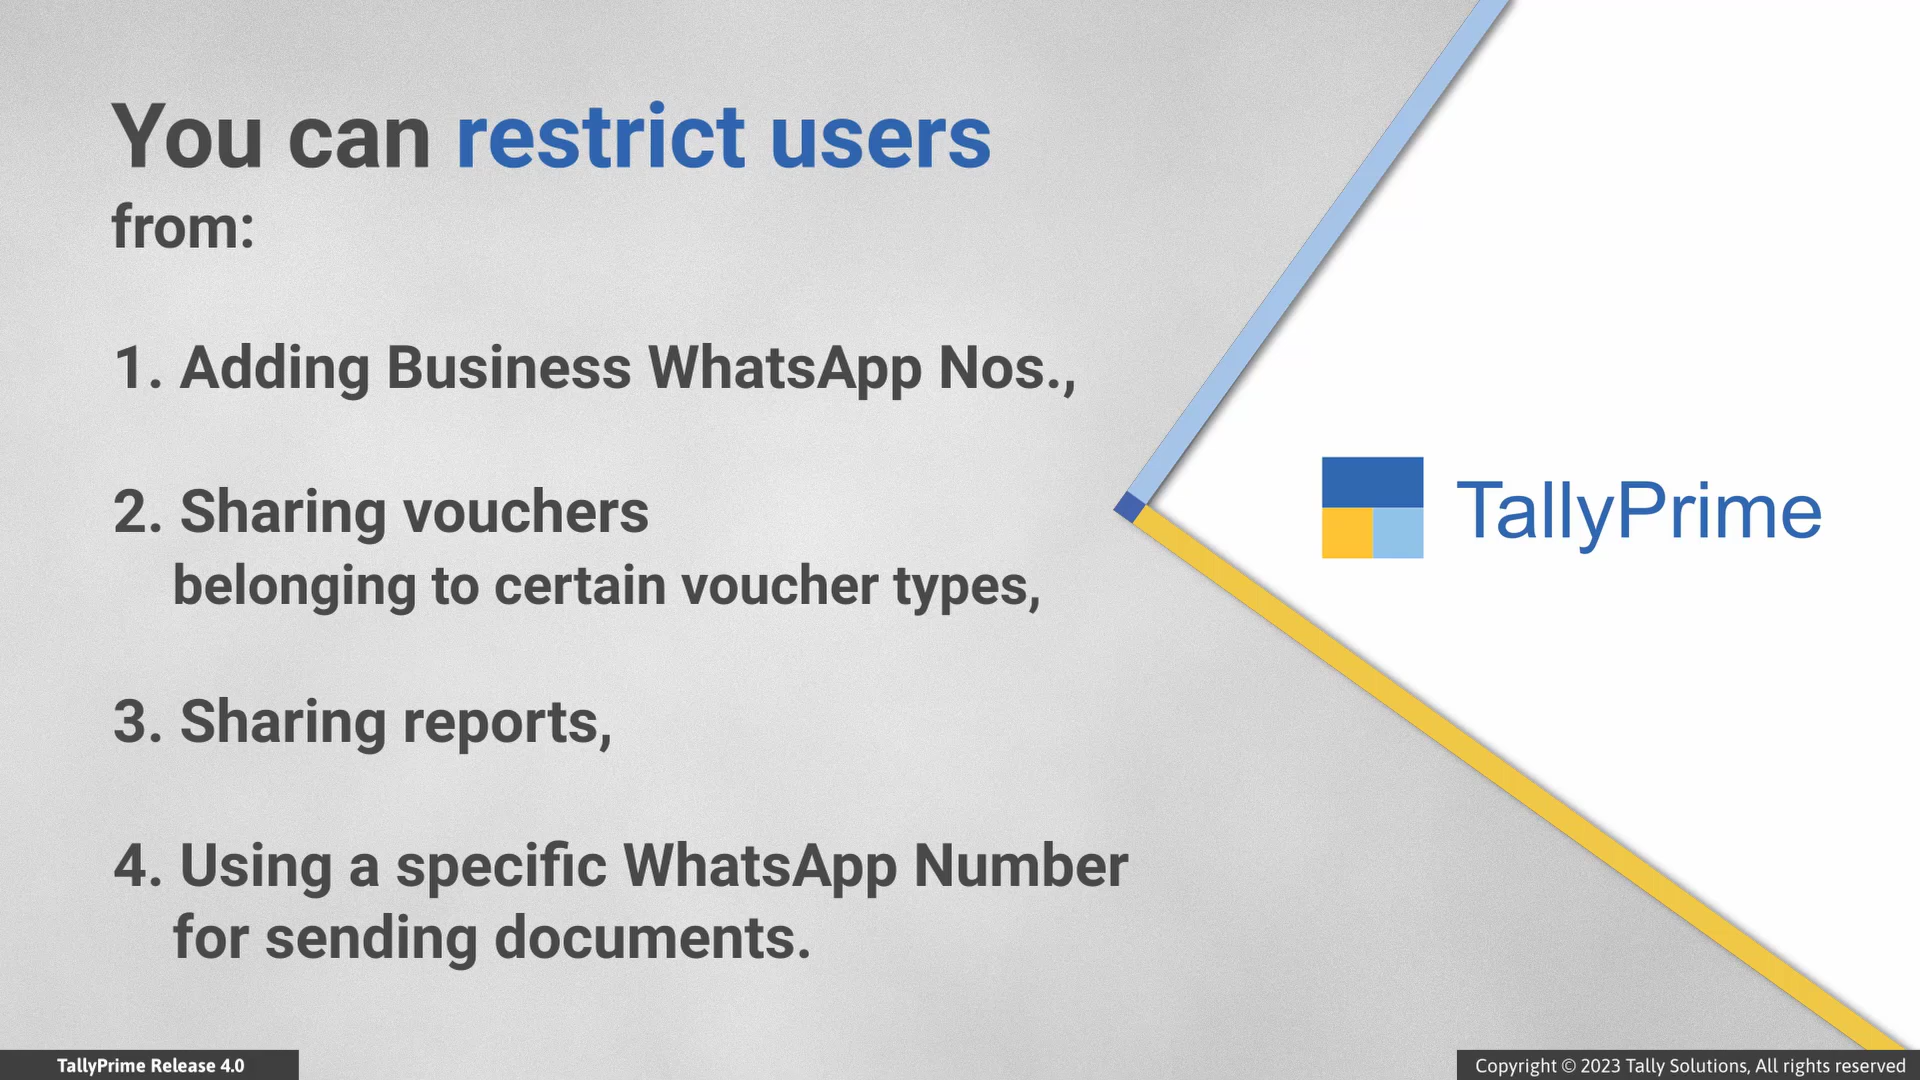 You can restrict users
from:
1. Adding Business WhatsApp Nos.,
2. Sharing vouchers
belonging to certain voucher types,
3. Sharing reports,
4. Using a specific WhatsApp Number
for sending documents.
TallyPrime
TallyPrime Release 4.0
Copyright © 2023 Tally Solutions, All rights reserved